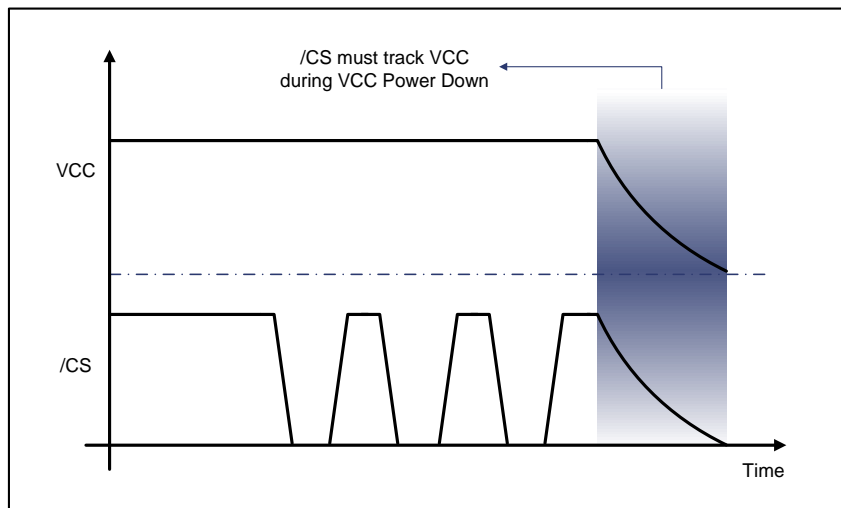 /CS must track VCC
during VCC Power Down
VCC
/CS
Time